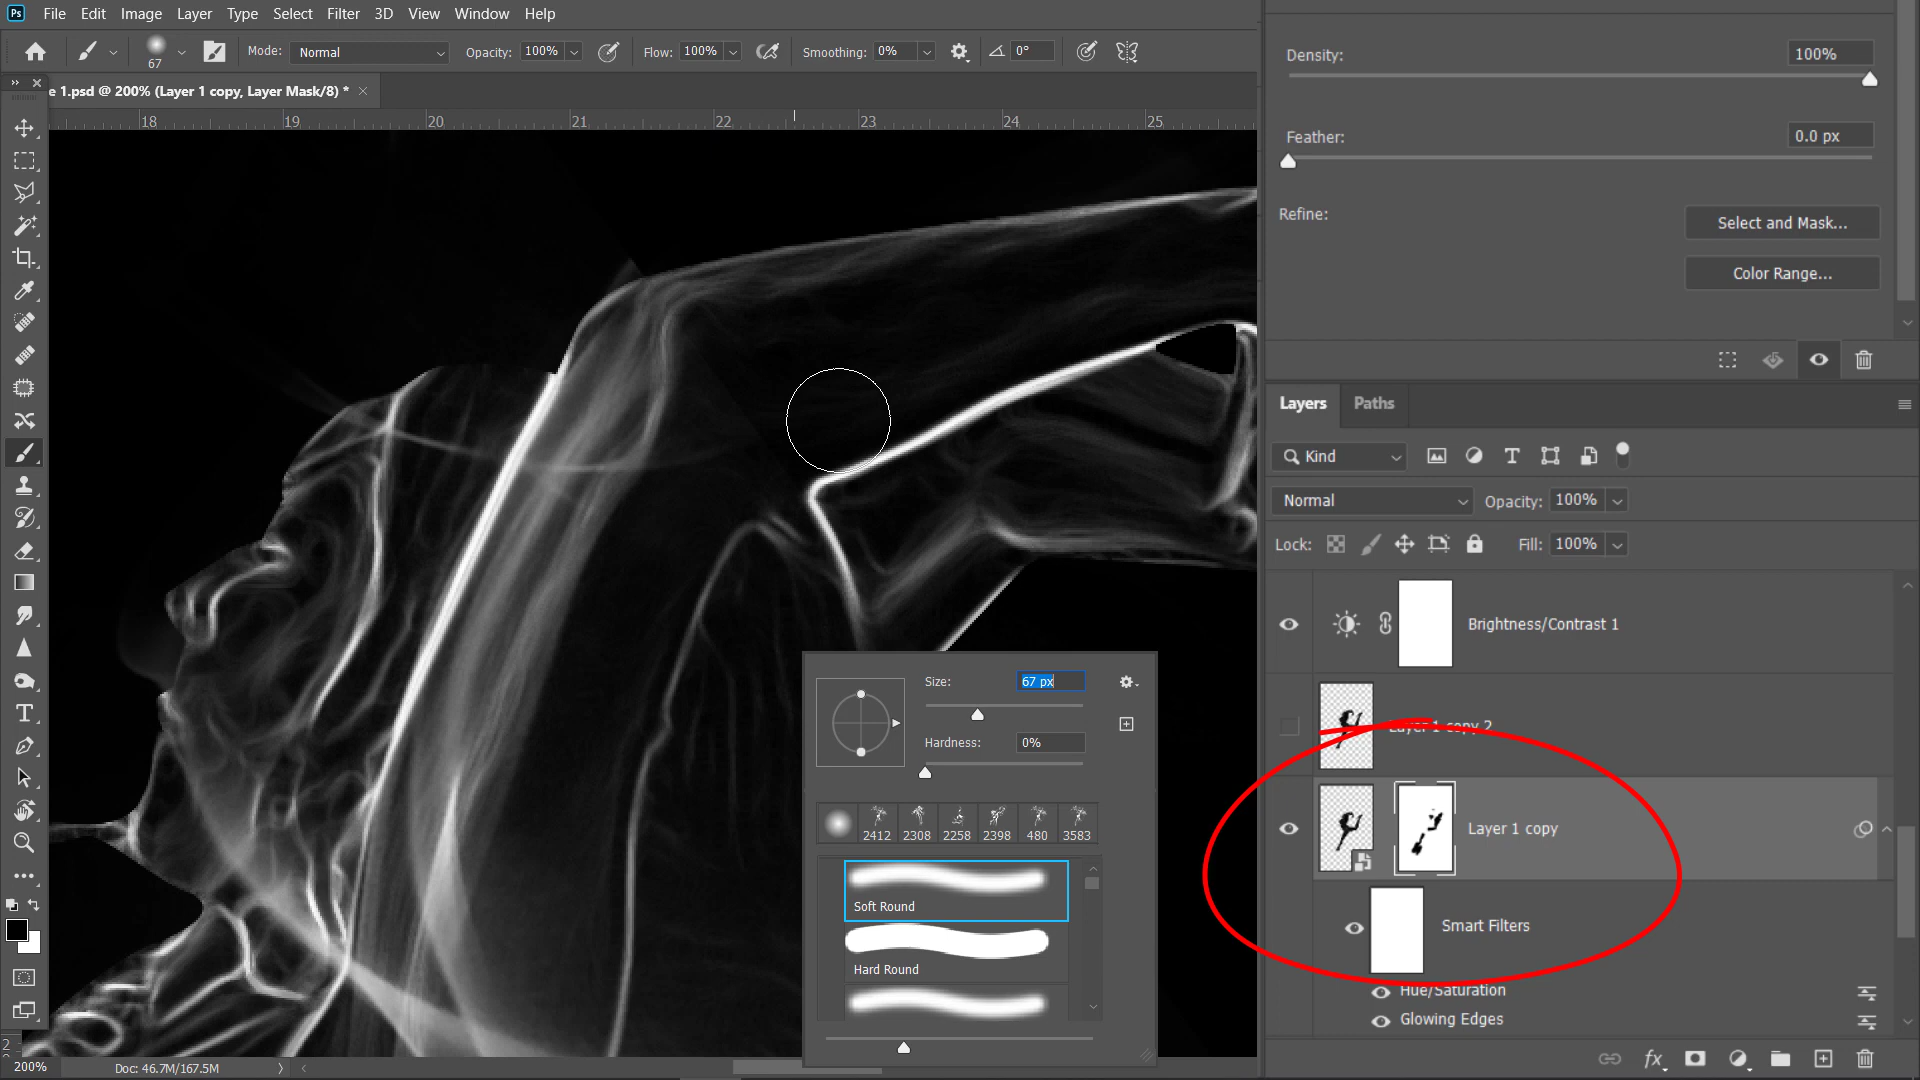 Ps File Edit Image Layer Type Select Filter 3D View Window Help
67 Mode: Normal Opacity: 100% Flow: 100% Smoothing: 0% 0°
e 1.psd @ 200% (Layer 1 copy, Layer Mask/8) * ×
18 19 20 21 22 23 24 25
Density: 100%
Feather: 0.0 px
Refine:
Select and Mask...
Color Range...
Layers Paths
Kind
Normal Opacity: 100%
Lock: Fill: 100%
Brightness/Contrast 1
Layer 1 copy 2
Layer 1 copy
Smart Filters
Hue/Saturation
Glowing Edges
Size: 67 px
Hardness: 0%
2412 2308 2258 2398 480 3583
Soft Round
Hard Round
2
200% Doc: 46.7M/167.5M